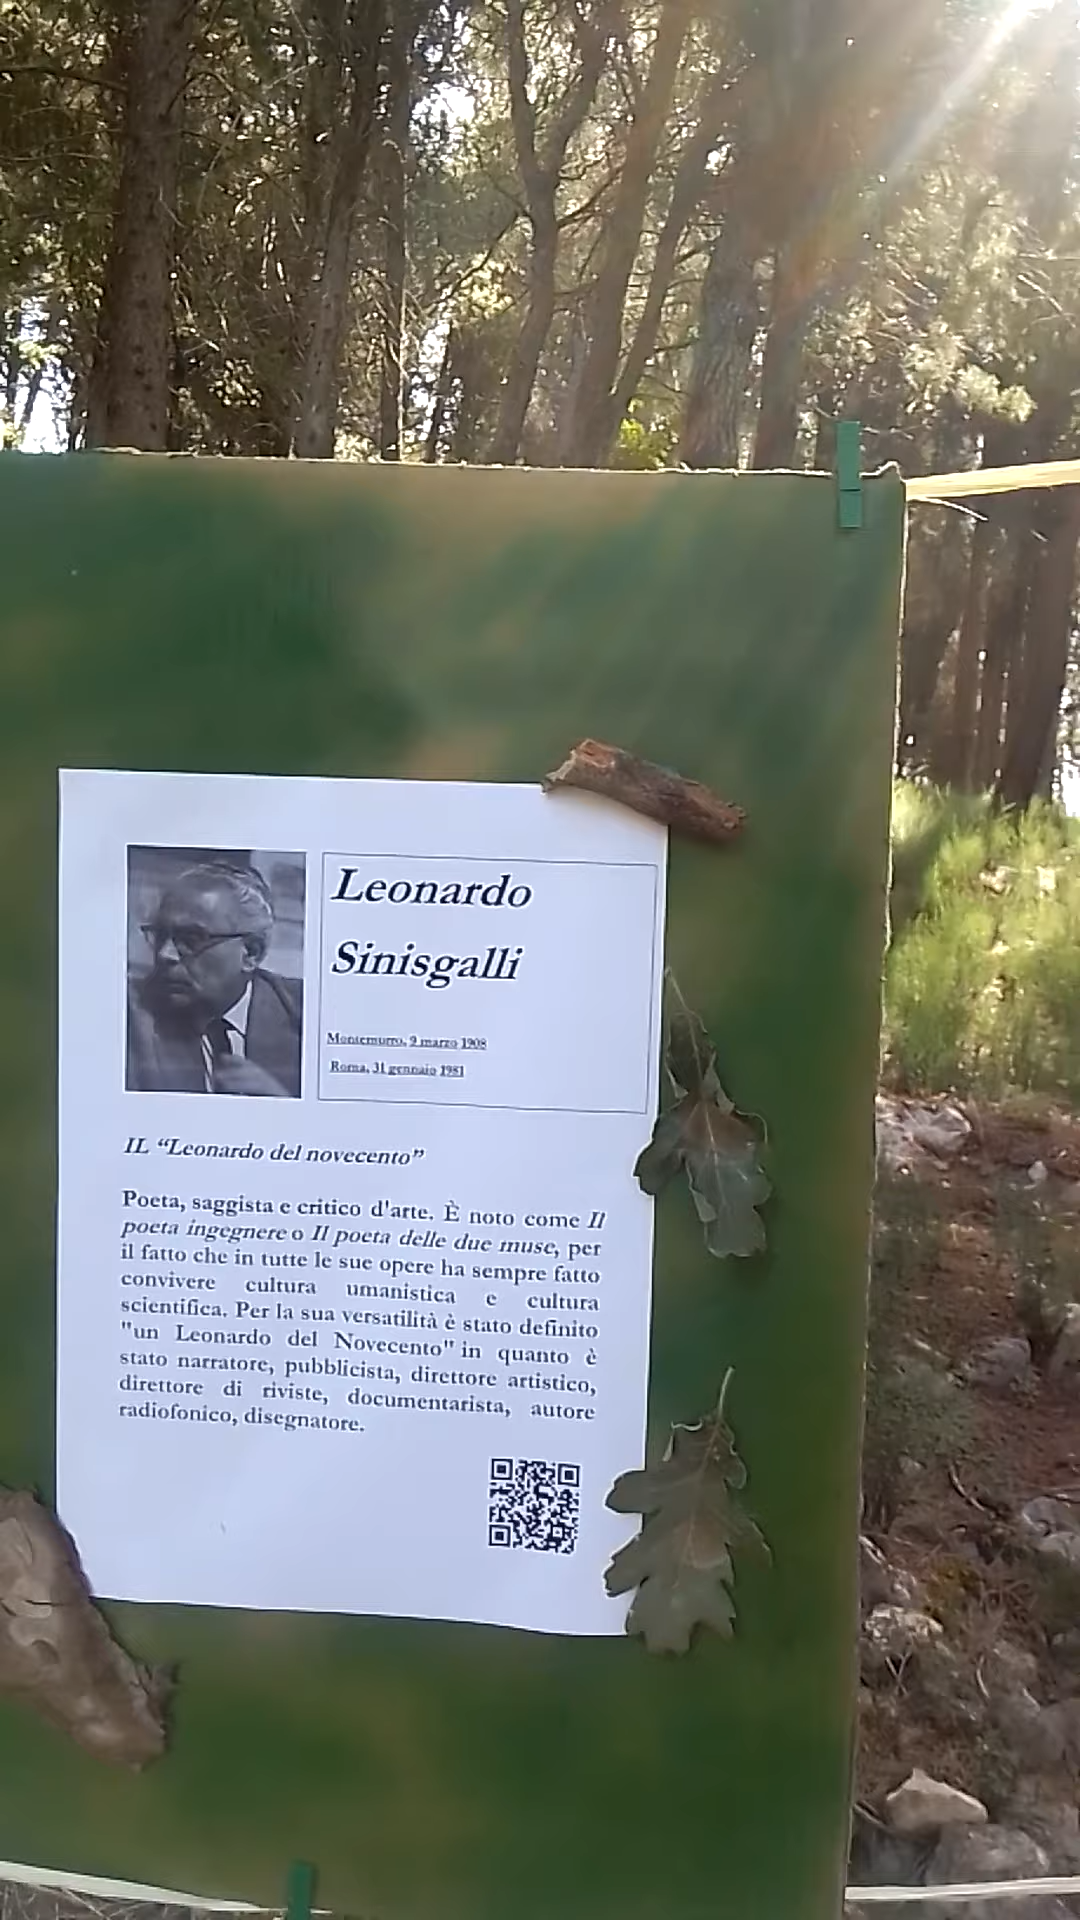 Leonardo
Sinisgalli
Montemurro, 9 marzo 1908
Roma, 31 gennaio 1981
IL “Leonardo del novecento”
Poeta, saggista e critico d'arte. È noto come Il
poeta ingegnere o Il poeta delle due muse, per
il fatto che in tutte le sue opere ha sempre fatto
convivere cultura umanistica e cultura
scientifica. Per la sua versatilità è stato definito
"un Leonardo del Novecento" in quanto è
stato narratore, pubblicista, direttore artistico,
direttore di riviste, documentarista, autore
radiofonico, disegnatore.